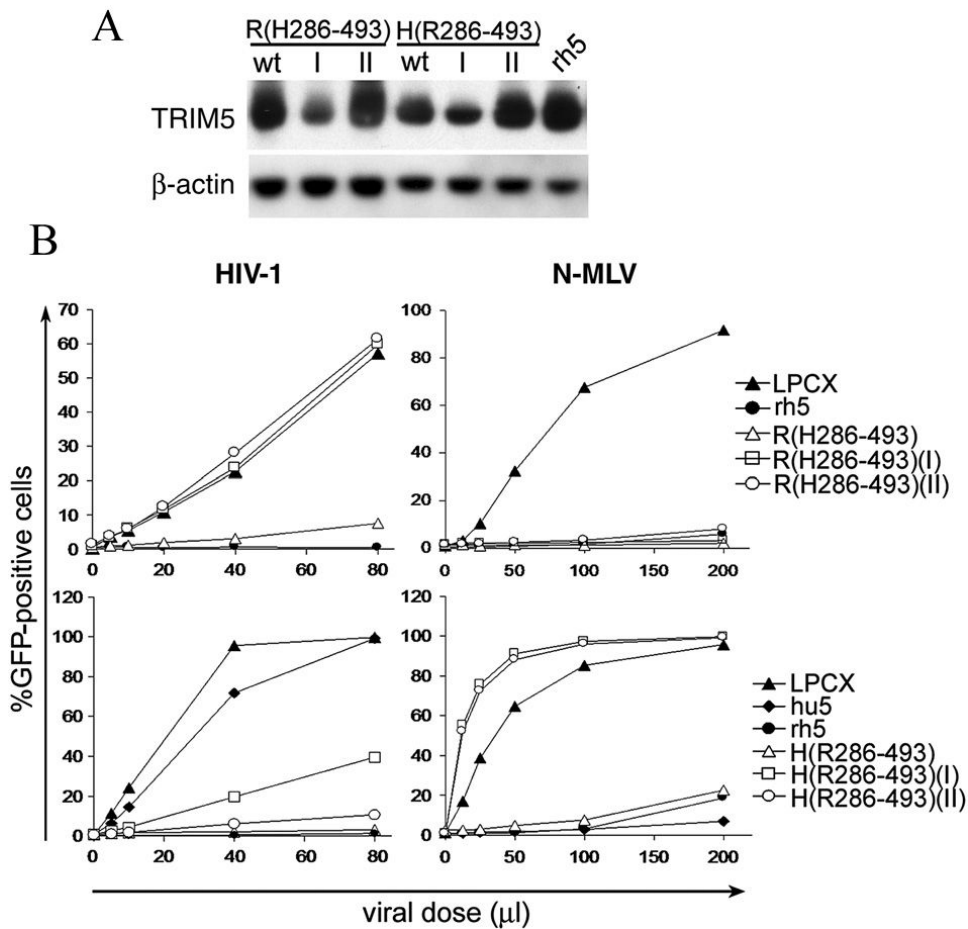 A
R(H286-493) H(R286-493) rh5
wt I II wt I II
TRIM5
β-actin
B
HIV-1 N-MLV
%GFP-positive cells
70
60
50
40
30
20
10
0
0 20 40 60 80
100
80
60
40
20
0
0 50 100 150 200
LPCX
rh5
R(H286-493)
R(H286-493)(I)
R(H286-493)(II)
120
100
80
60
40
20
0
0 20 40 60 80
120
100
80
60
40
20
0
0 50 100 150 200
LPCX
hu5
rh5
H(R286-493)
H(R286-493)(I)
H(R286-493)(II)
viral dose (μl)